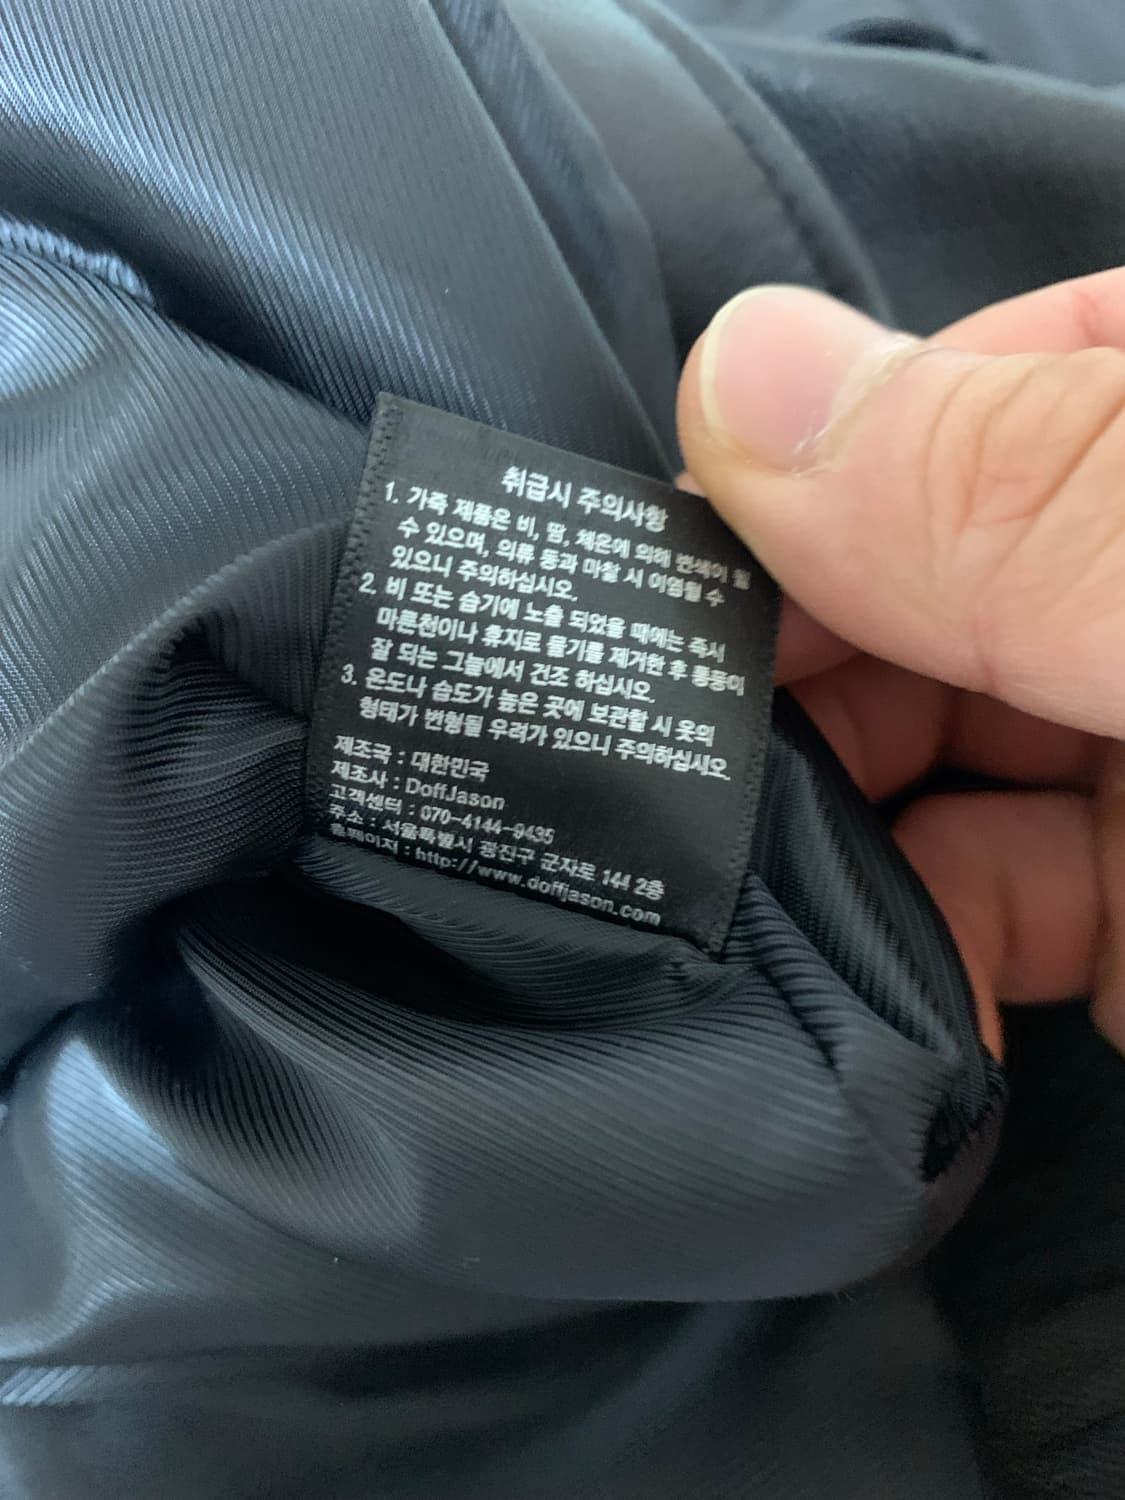 취급시 주의사항
1. 가죽 제품은 비, 땀, 체온에 의해 변색이 될
수 있으며, 의류 등과 마찰 시 이염될 수
있으니 주의하십시오.
2. 비 또는 습기에 노출 되었을 때에는 즉시
마른천이나 휴지로 물기를 제거한 후 통풍이
잘 되는 그늘에서 건조 하십시오.
3. 온도나 습도가 높은 곳에 보관할 시 옷의
형태가 변형될 우려가 있으니 주의하십시오.
제조국 : 대한민국
제조사 : DoffJason
고객센터 : 070-4144-9435
주소 : 서울특별시 광진구 군자로 144 2층
홈페이지 : http://www.doffjason.com